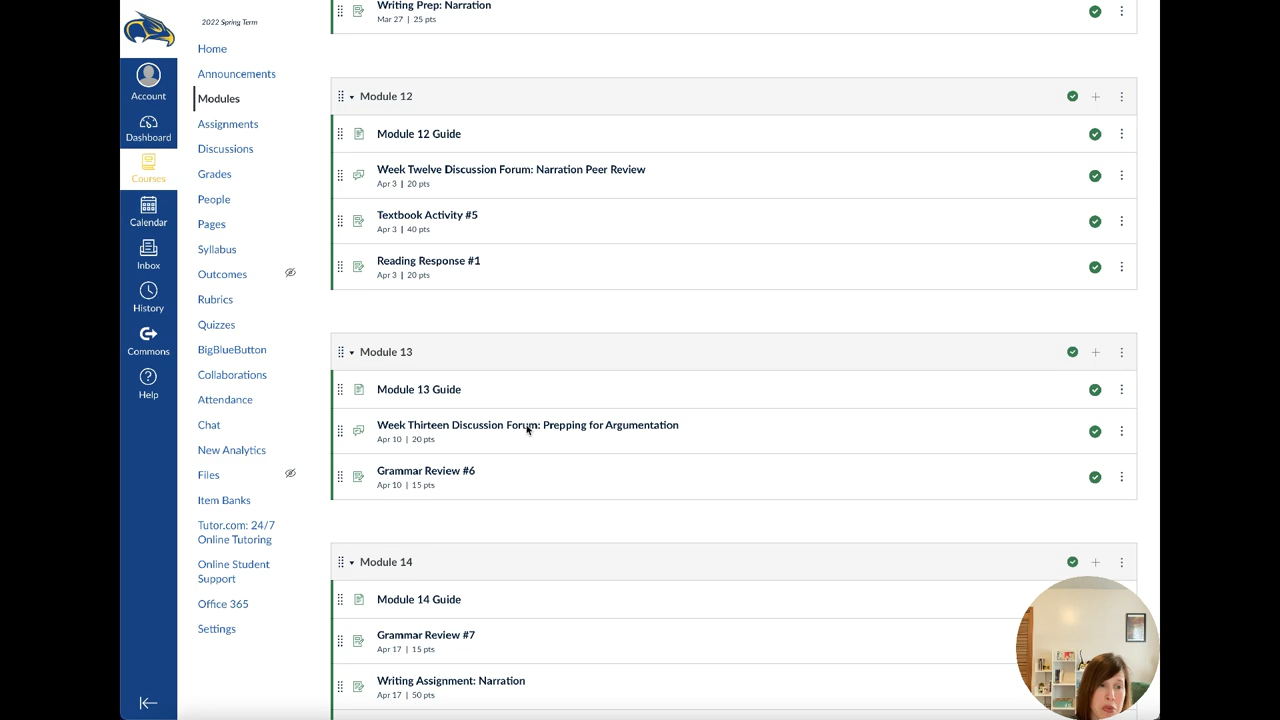 2022 Spring Term
Home
Announcements
Modules
Assignments
Discussions
Grades
People
Pages
Syllabus
Outcomes
Rubrics
Quizzes
BigBlueButton
Collaborations
Attendance
Chat
New Analytics
Files
Item Banks
Tutor.com: 24/7
Online Tutoring
Online Student
Support
Office 365
Settings
Account
Dashboard
Courses
Calendar
Inbox
History
Commons
Help
Writing Prep: Narration
Mar 27 | 25 pts
Module 12
Module 12 Guide
Week Twelve Discussion Forum: Narration Peer Review
Apr 3 | 20 pts
Textbook Activity #5
Apr 3 | 40 pts
Reading Response #1
Apr 3 | 20 pts
Module 13
Module 13 Guide
Week Thirteen Discussion Forum: Prepping for Argumentation
Apr 10 | 20 pts
Grammar Review #6
Apr 10 | 15 pts
Module 14
Module 14 Guide
Grammar Review #7
Apr 17 | 15 pts
Writing Assignment: Narration
Apr 17 | 50 pts